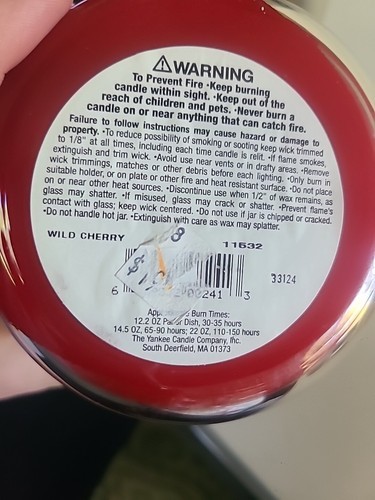 ⚠WARNING
To Prevent Fire •Keep burning
candle within sight. •Keep out of the
reach of children and pets. •Never burn a
candle on or near anything that can catch fire.
Failure to follow instructions may cause hazard or damage to
property. •To reduce possibility of smoking or sooting keep wick trimmed
to 1/8" at all times, including each time candle is relit. •If flame smokes,
extinguish and trim wick. •Avoid use near vents or in drafty areas. •Remove
wick trimmings, matches or other debris before each lighting. •Only burn in
suitable holder, or on plate or other fire and heat resistant surface. •Do not place
on or near other heat sources. •Discontinue use when 1/2" of wax remains, as
glass may shatter. •If misused, glass may crack or shatter. •Prevent flame's
contact with glass; keep wick centered. •Do not use if jar is chipped or cracked.
•Do not handle hot jar. •Extinguish with care as wax may splatter.
WILD CHERRY
11532
8
$1
33124
6
00241
3
Burn Times:
12.2 OZ Dish, 30-35 hours
14.5 OZ, 65-90 hours; 22 OZ, 110-150 hours
The Yankee Candle Company, Inc.
South Deerfield, MA 01373